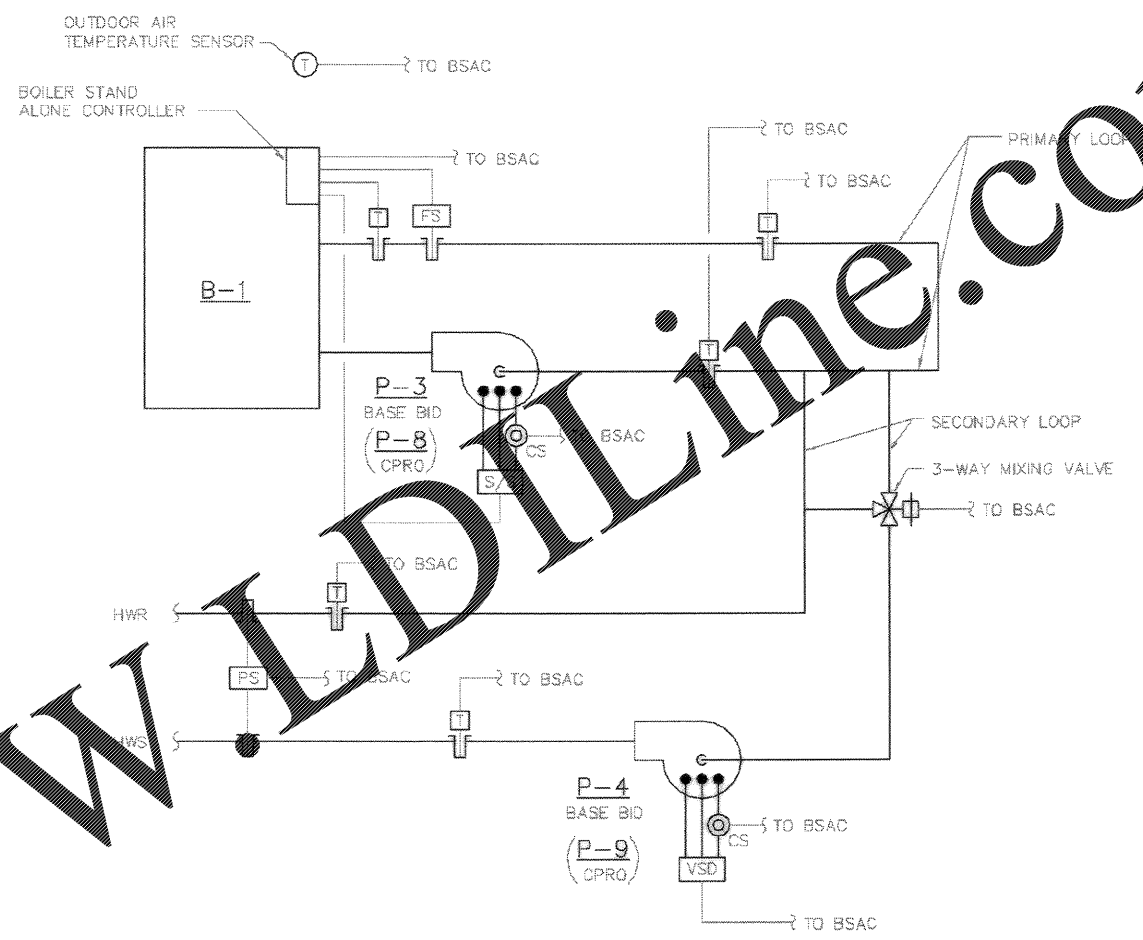 OUTDOOR AIR
TEMPERATURE SENSOR
T
TO BSAC
BOILER STAND
ALONE CONTROLLER
TO BSAC
TO BSAC
PRIMARY LOOP
TO BSAC
T
FS
T
B-1
T
P-3
BASE BID
(P-8
CPRO)
TO BSAC
CS
SECONDARY LOOP
3-WAY MIXING VALVE
TO BSAC
TO BSAC
T
HWR
PS
TO BSAC
TO BSAC
T
HWS
P-4
BASE BID
(P-9
CPRO)
TO BSAC
CS
VSD
TO BSAC
W LDILine.co